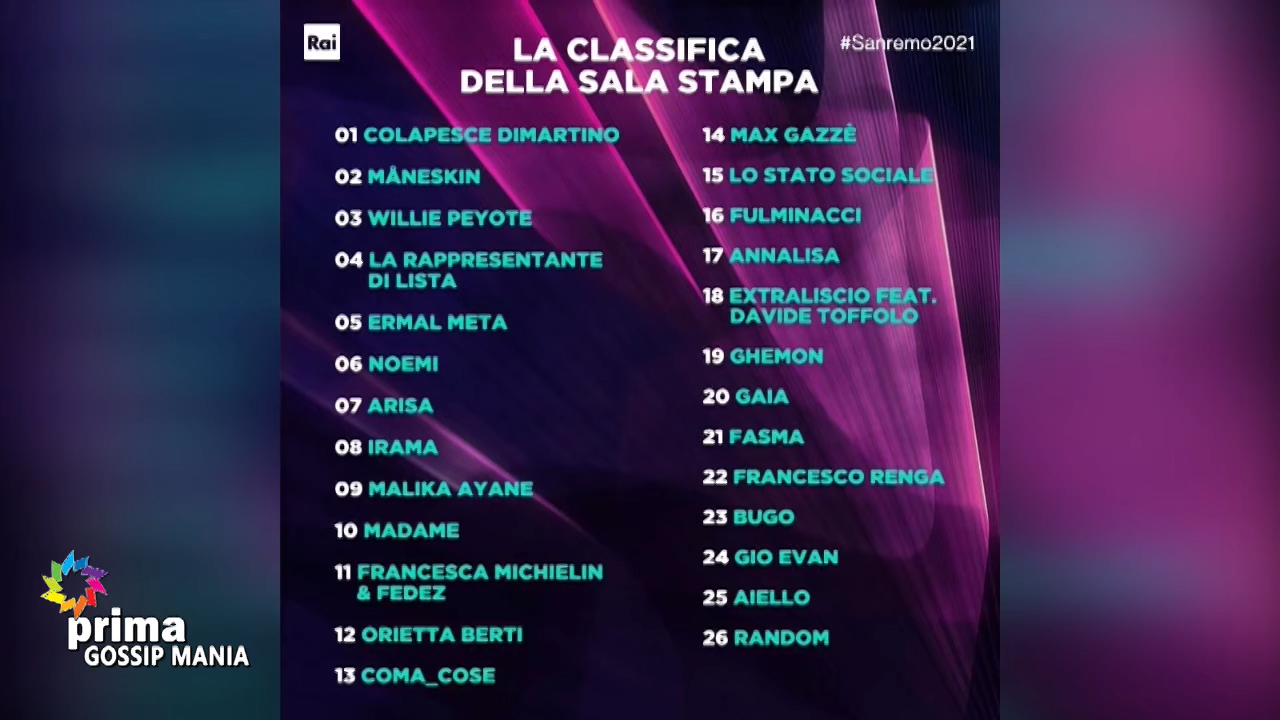 Rai
#Sanremo2021
LA CLASSIFICA
DELLA SALA STAMPA
01 COLAPESCE DIMARTINO
02 MÅNESKIN
03 WILLIE PEYOTE
04 LA RAPPRESENTANTE
DI LISTA
05 ERMAL META
06 NOEMI
07 ARISA
08 IRAMA
09 MALIKA AYANE
10 MADAME
11 FRANCESCA MICHIELIN
& FEDEZ
12 ORIETTA BERTI
13 COMA_COSE
14 MAX GAZZÈ
15 LO STATO SOCIALE
16 FULMINACCI
17 ANNALISA
18 EXTRALISCIO FEAT.
DAVIDE TOFFOLO
19 GHEMON
20 GAIA
21 FASMA
22 FRANCESCO RENGA
23 BUGO
24 GIO EVAN
25 AIELLO
26 RANDOM
prima
GOSSIP MANIA